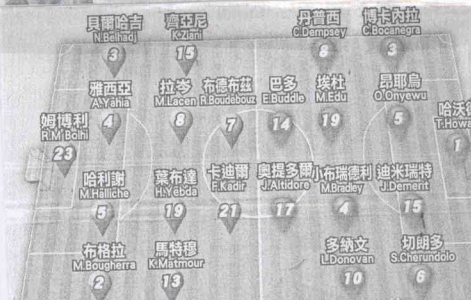 貝爾哈吉
N.Belhadj
3
齊亞尼
K.Ziani
15
丹普西
C.Dempsey
8
博卡內拉
C.Bocanegra
3
雅西亞
A.Yahia
4
拉岑
M.Lacen
8
布德布茲
R.Boudebouz
7
巴多
E.Buddle
14
埃杜
M.Edu
19
昂耶烏
O.Onyewu
5
哈沃
T.Howa
1
姆博利
R.M'Bolhi
23
哈利謝
M.Halliche
5
葉布達
H.Yebda
19
卡迪爾
F.Kadir
21
奧提多爾
J.Altidore
17
小布瑞德利
M.Bradley
4
迪米瑞特
J.Demerit
15
布格拉
M.Bougherra
2
馬特穆
K.Matmour
13
多納文
L.Donovan
10
切朗多
S.Cherundolo
6